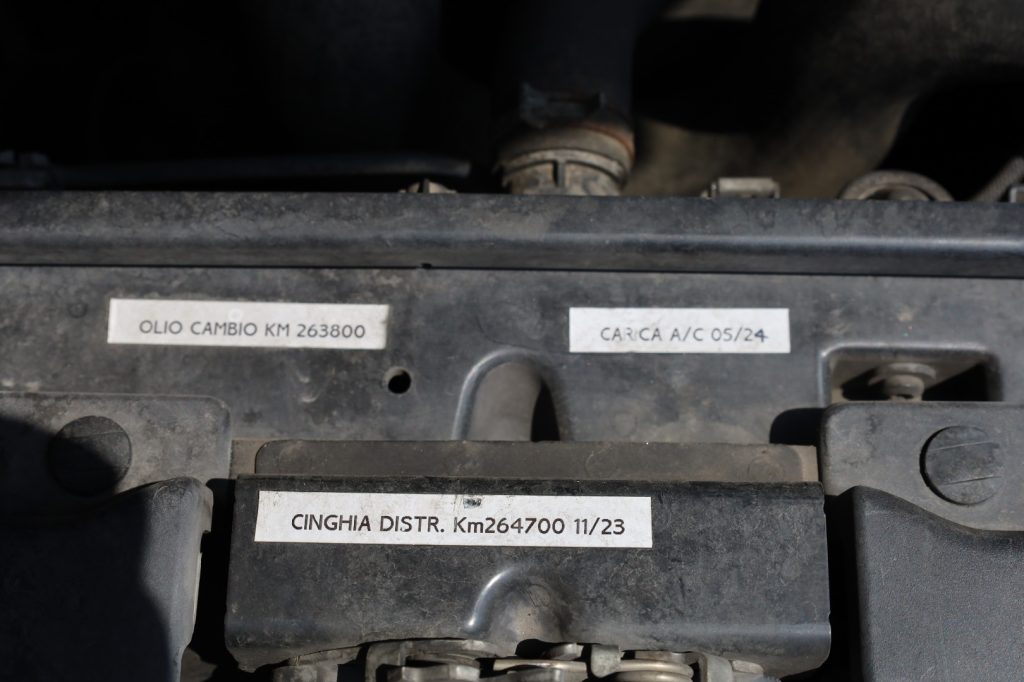 OLIO CAMBIO KM 263800
CARICA A/C 05/24
CINGHIA DISTR. Km264700 11/23